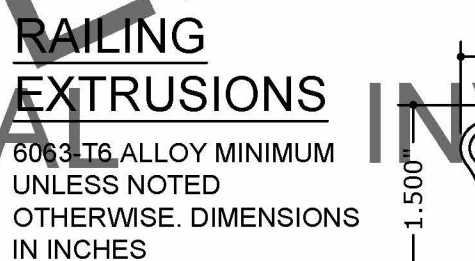 RAILING
EXTRUSIONS
6063-T6 ALLOY MINIMUM
UNLESS NOTED
OTHERWISE. DIMENSIONS
IN INCHES
1.500"